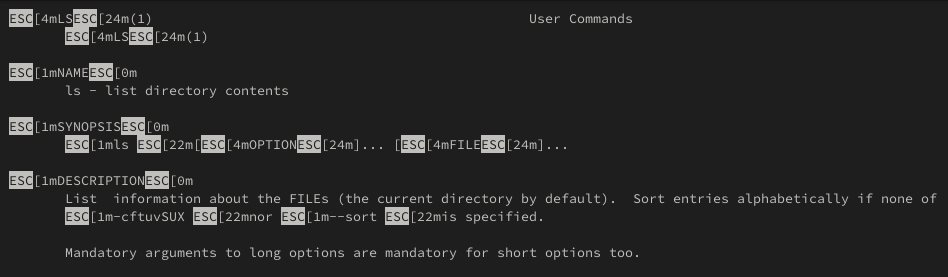 ESC[4mLSESC[24m(1) User Commands
ESC[4mLSESC[24m(1)
ESC[1mNAMEESC[0m
ls - list directory contents
ESC[1mSYNOPSISESC[0m
ESC[1mls ESC[22m[ESC[4mOPTIONESC[24m]... [ESC[4mFILEESC[24m]...
ESC[1mDESCRIPTIONESC[0m
List  information about the FILEs (the current directory by default).  Sort entries alphabetically if none of
ESC[1m-cftuvSUX ESC[22mnor ESC[1m--sort ESC[22mis specified.
Mandatory arguments to long options are mandatory for short options too.